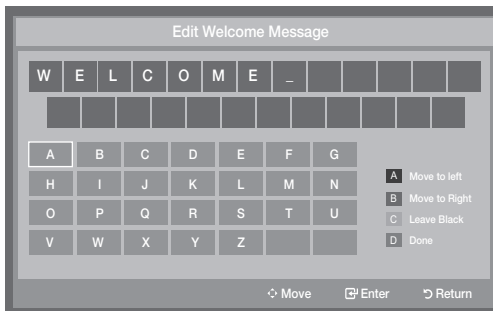 Edit Welcome Message
W E L C O M E _
A B C D E F G
H I J K L M N
A Move to left
B Move to Right
O P Q R S T U
C Leave Black
V W X Y Z
D Done
Move Enter Return